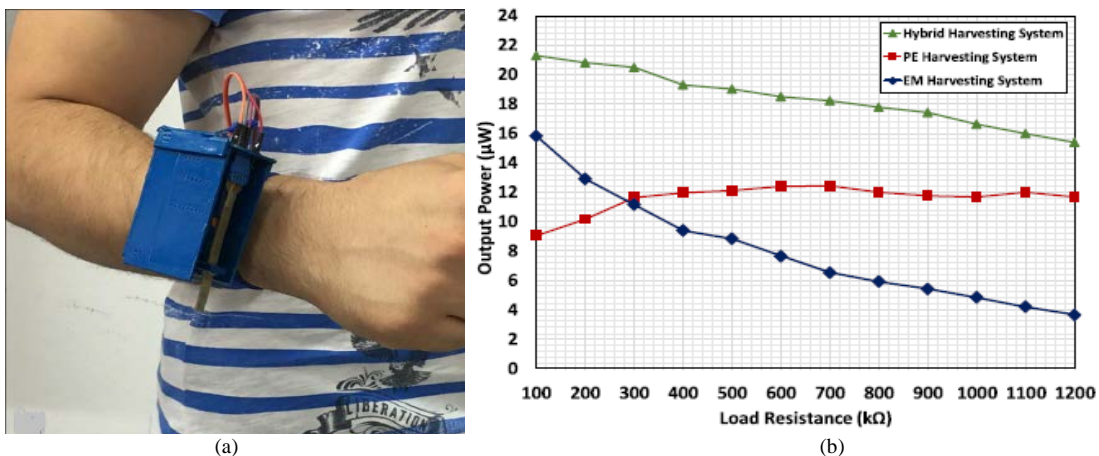 LIBERATION
(a)
24
22
20
18
16
14
12
10
8
6
4
2
0
Output Power (µW)
Hybrid Harvesting System
PE Harvesting System
EM Harvesting System
100 200 300 400 500 600 700 800 900 1000 1100 1200
Load Resistance (kΩ)
(b)